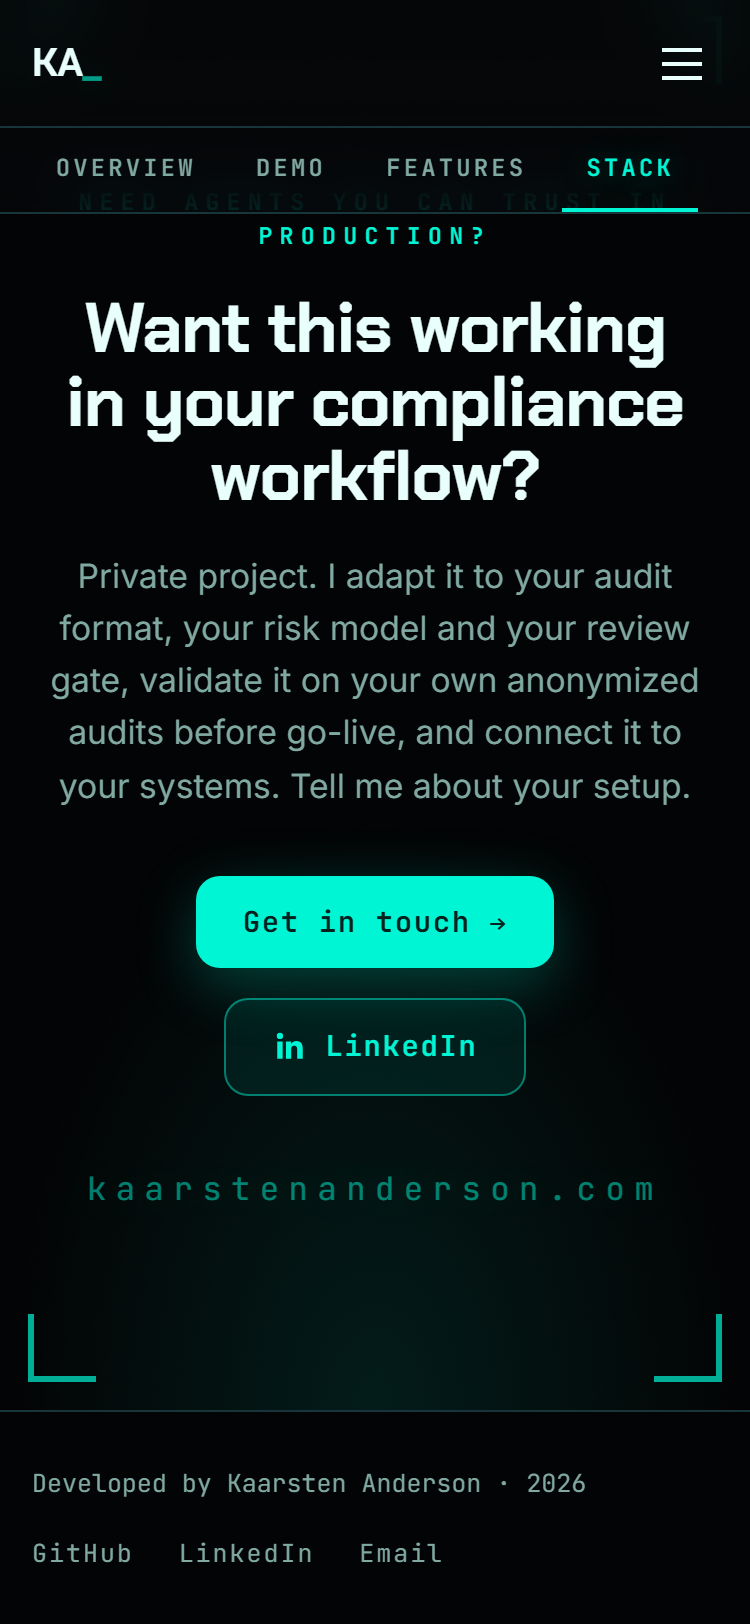 KA_
OVERVIEW DEMO FEATURES STACK
NEED AGENTS YOU CAN TRUST IN
PRODUCTION?
Want this working
in your compliance
workflow?
Private project. I adapt it to your audit
format, your risk model and your review
gate, validate it on your own anonymized
audits before go-live, and connect it to
your systems. Tell me about your setup.
Get in touch →
in LinkedIn
kaarstenanderson.com
Developed by Kaarsten Anderson · 2026
GitHub LinkedIn Email